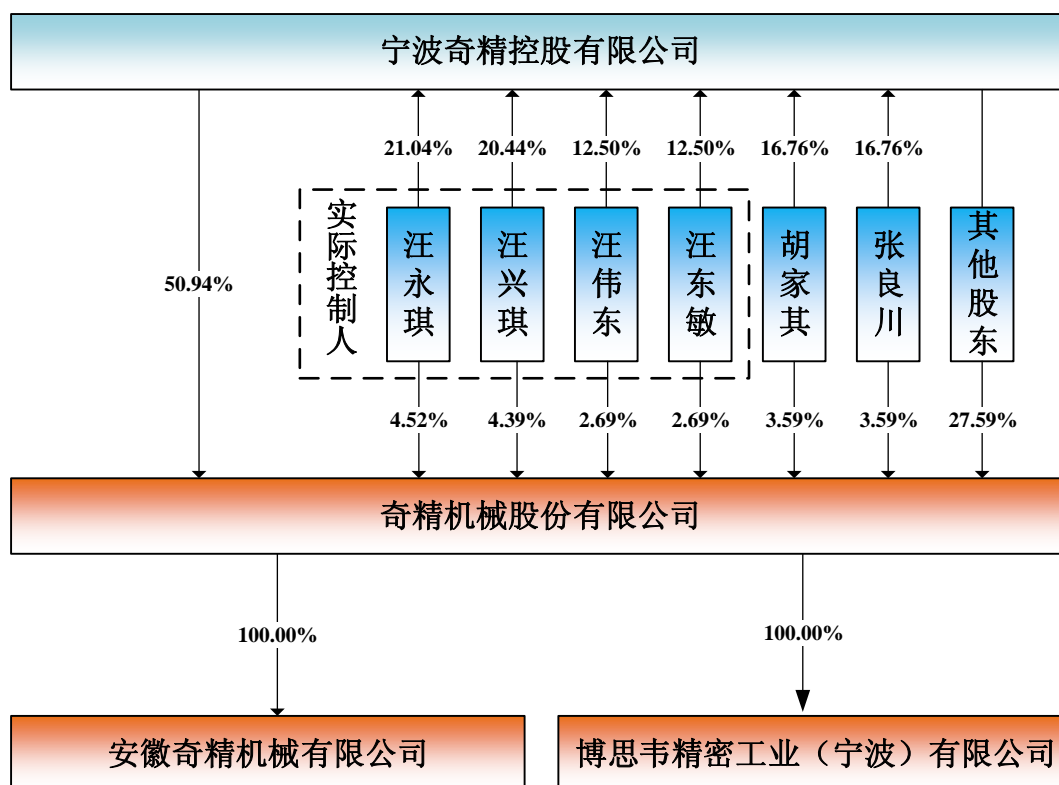 宁波奇精控股有限公司
21.04%
20.44%
12.50%
12.50%
16.76%
16.76%
实际控制人
汪永琪
汪兴琪
汪伟东
汪东敏
胡家其
张良川
其他股东
50.94%
4.52%
4.39%
2.69%
2.69%
3.59%
3.59%
27.59%
奇精机械股份有限公司
100.00%
100.00%
安徽奇精机械有限公司
博思韦精密工业（宁波）有限公司